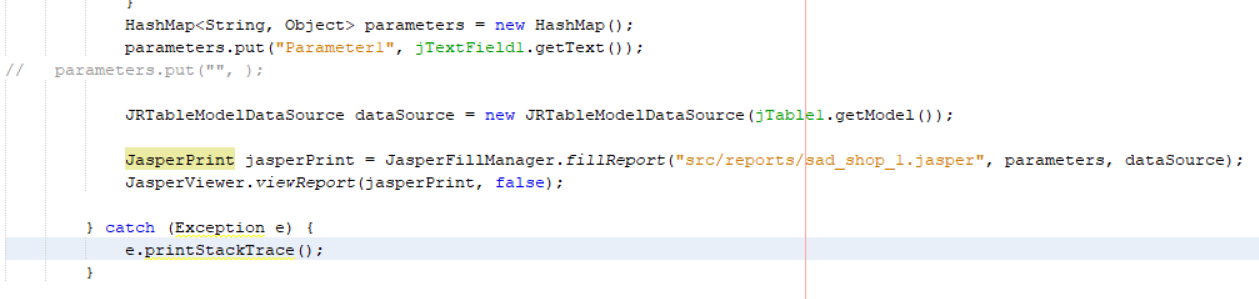 }
HashMap<String, Object> parameters = new HashMap();
parameters.put("Parameter1", jTextField1.getText());
// parameters.put("", );
JRTableModelDataSource dataSource = new JRTableModelDataSource(jTable1.getModel());
JasperPrint jasperPrint = JasperFillManager.fillReport("src/reports/sad_shop_1.jasper", parameters, dataSource);
JasperViewer.viewReport(jasperPrint, false);
} catch (Exception e) {
e.printStackTrace();
}